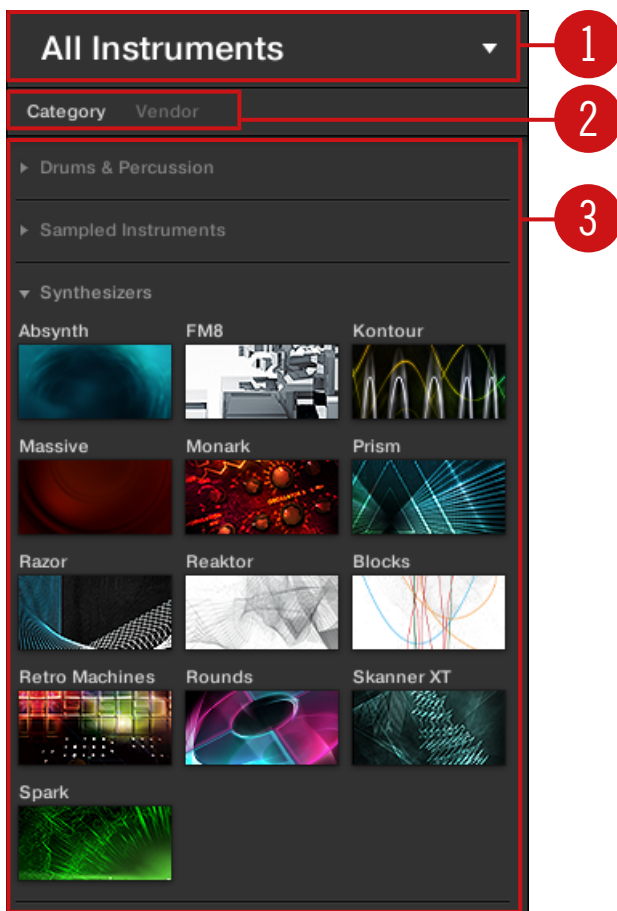 All Instruments
1
Category Vendor
2
Drums & Percussion
3
Sampled Instruments
Synthesizers
Absynth FM8 Kontour
Massive Monark Prism
OSCILLATOR
Razor Reaktor Blocks
Retro Machines Rounds Skanner XT
Spark